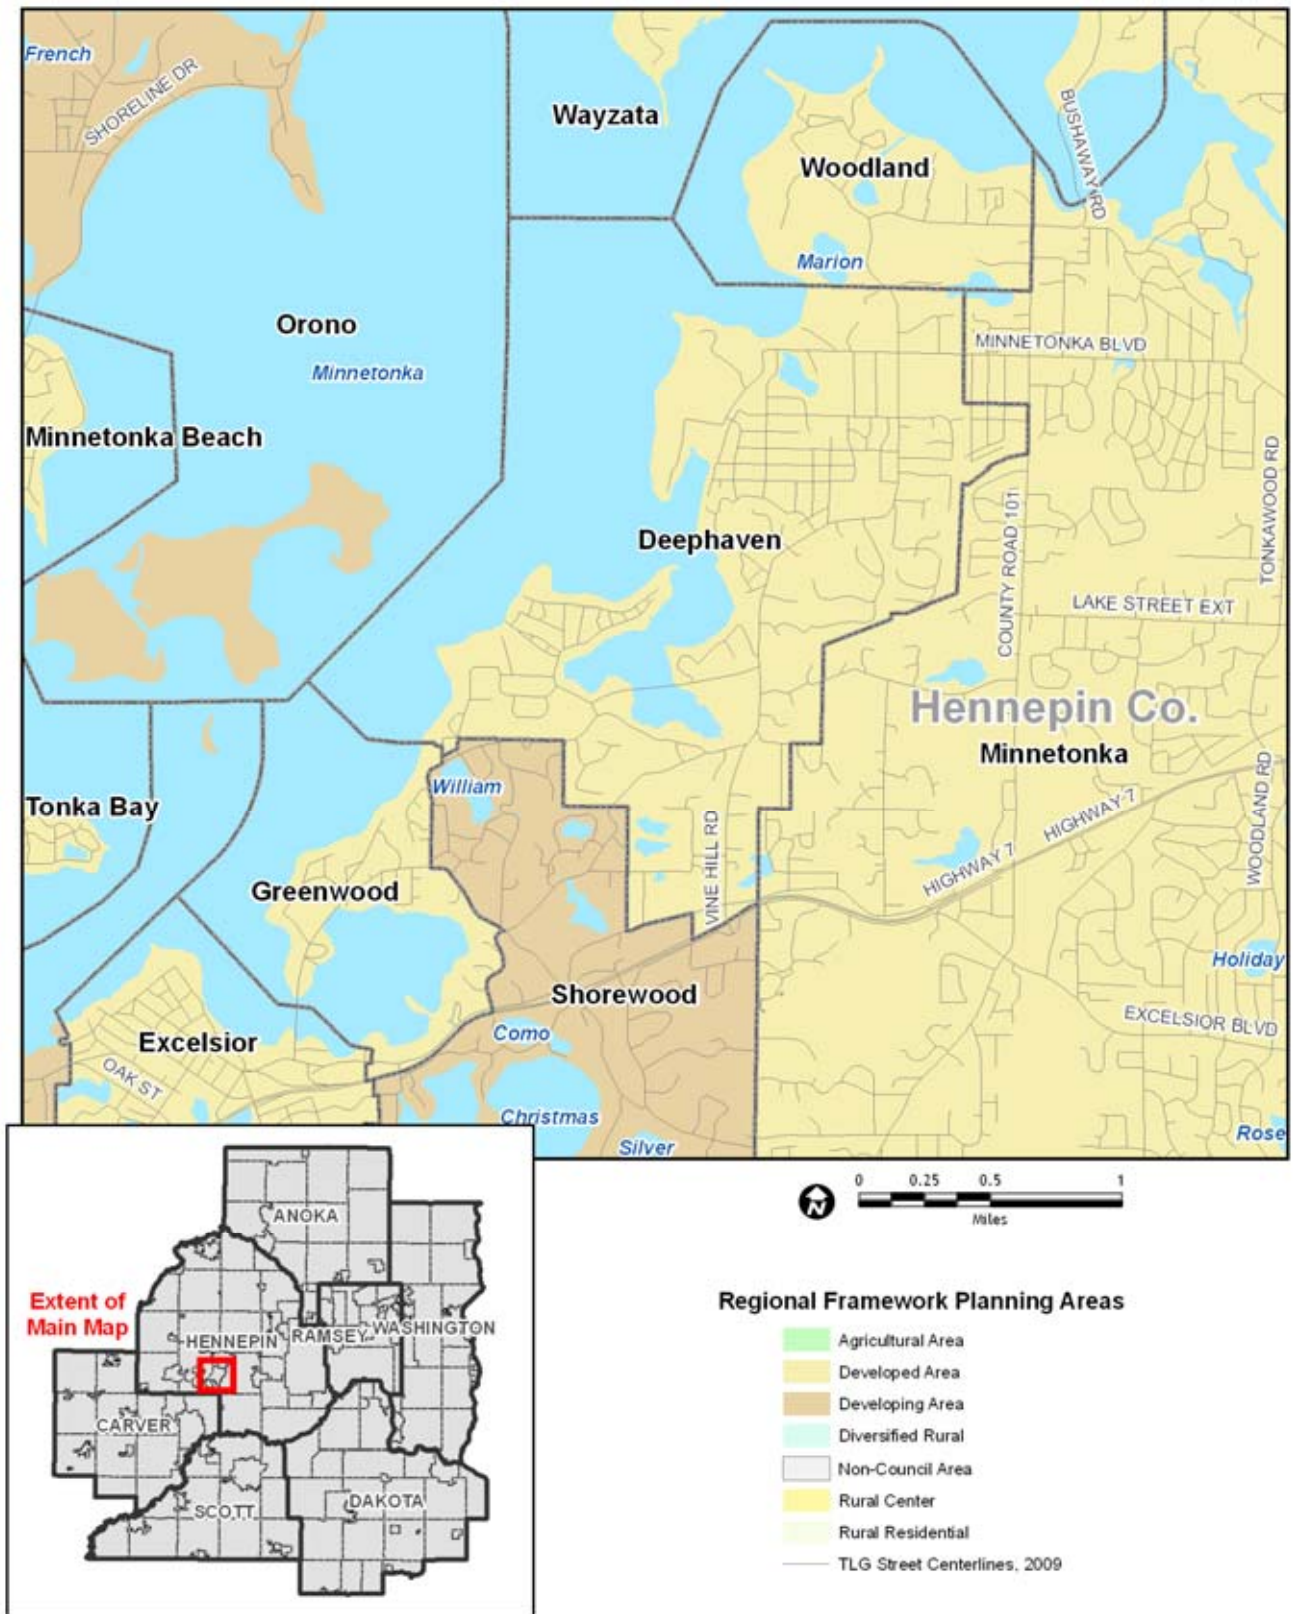 French
SHORELINE DR
Wayzata
BUSHAWAY RD
Woodland
Marion
Orono
Minnetonka
MINNETONKA BLVD
Minnetonka Beach
TONKAWOOD RD
COUNTY ROAD 101
Deephaven
LAKE STREET EXT
Hennepin Co.
Minnetonka
William
Tonka Bay
VINE HILL RD
HIGHWAY 7
HIGHWAY 7
WOODLAND RD
Greenwood
Holiday
Shorewood
Como
EXCELSIOR BLVD
Excelsior
OAK ST
Christmas
Silver
Rose
N
0 0.25 0.5 1
Miles
ANOKA
Extent of
Main Map
HENNEPIN
RAMSEY
WASHINGTON
CARVER
SCOTT
DAKOTA
Regional Framework Planning Areas
Agricultural Area
Developed Area
Developing Area
Diversified Rural
Non-Council Area
Rural Center
Rural Residential
TLG Street Centerlines, 2009